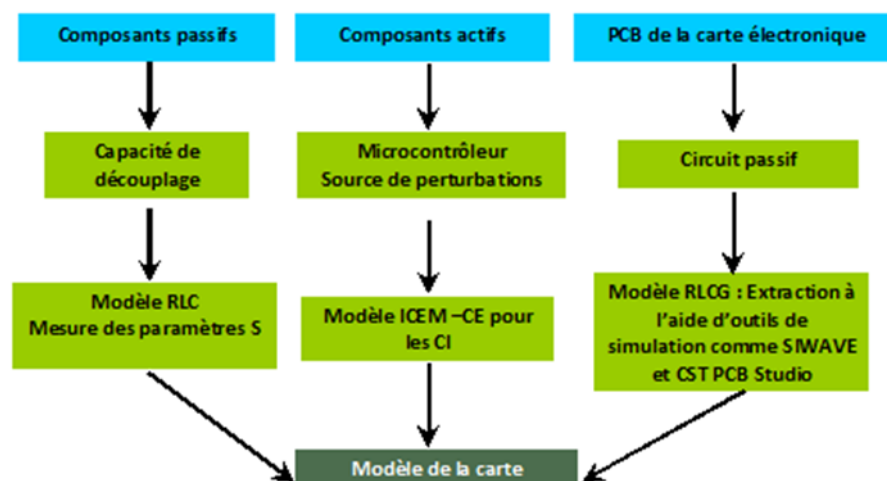 Composants passifs
Composants actifs
PCB de la carte électronique
Capacité de
découplage
Microcontrôleur
Source de perturbations
Circuit passif
Modèle RLC
Mesure des paramètres S
Modèle ICEM –CE pour
les CI
Modèle RLCG : Extraction à
l'aide d'outils de
simulation comme SIWAVE
et CST PCB Studio
Modèle de la carte